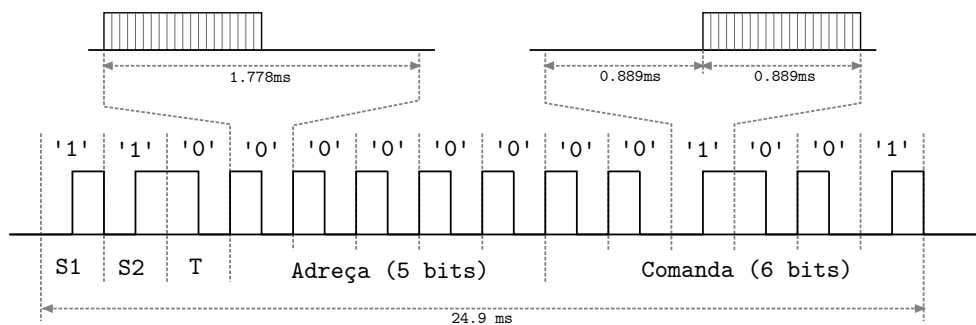 1.778ms
0.889ms 0.889ms
'1' '1' '0' '0' '0' '0' '0' '0' '0' '0' '1' '0' '0' '1'
S1 S2 T Adreça (5 bits) Comanda (6 bits)
24.9 ms